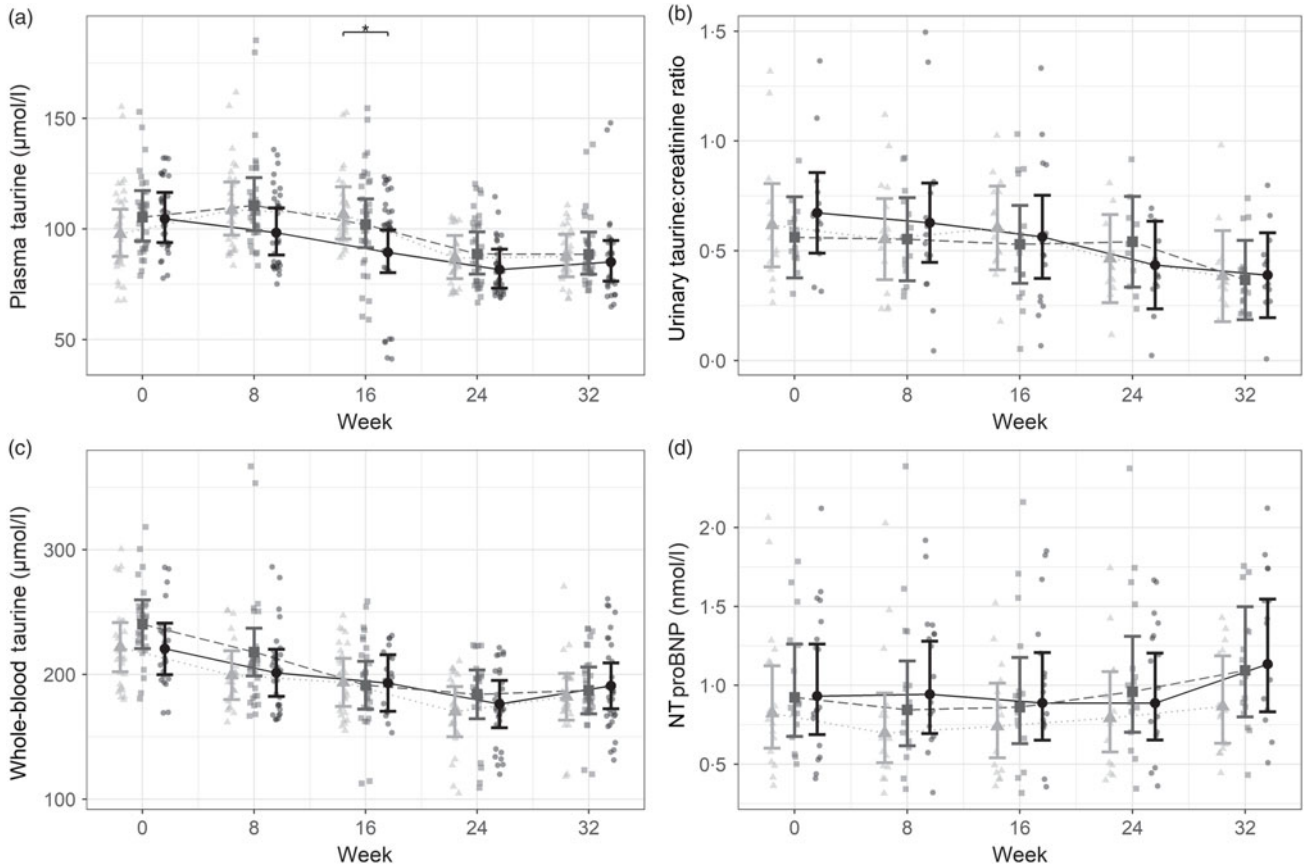 (a)
*
Plasma taurine (µmol/l)
150
100
50
0 8 16 24 32
Week
(b)
Urinary taurine:creatinine ratio
1·5
1·0
0·5
0·0
0 8 16 24 32
Week
(c)
Whole-blood taurine (µmol/l)
300
200
100
0 8 16 24 32
Week
(d)
NT proBNP (nmol/l)
2·0
1·5
1·0
0·5
0 8 16 24 32
Week